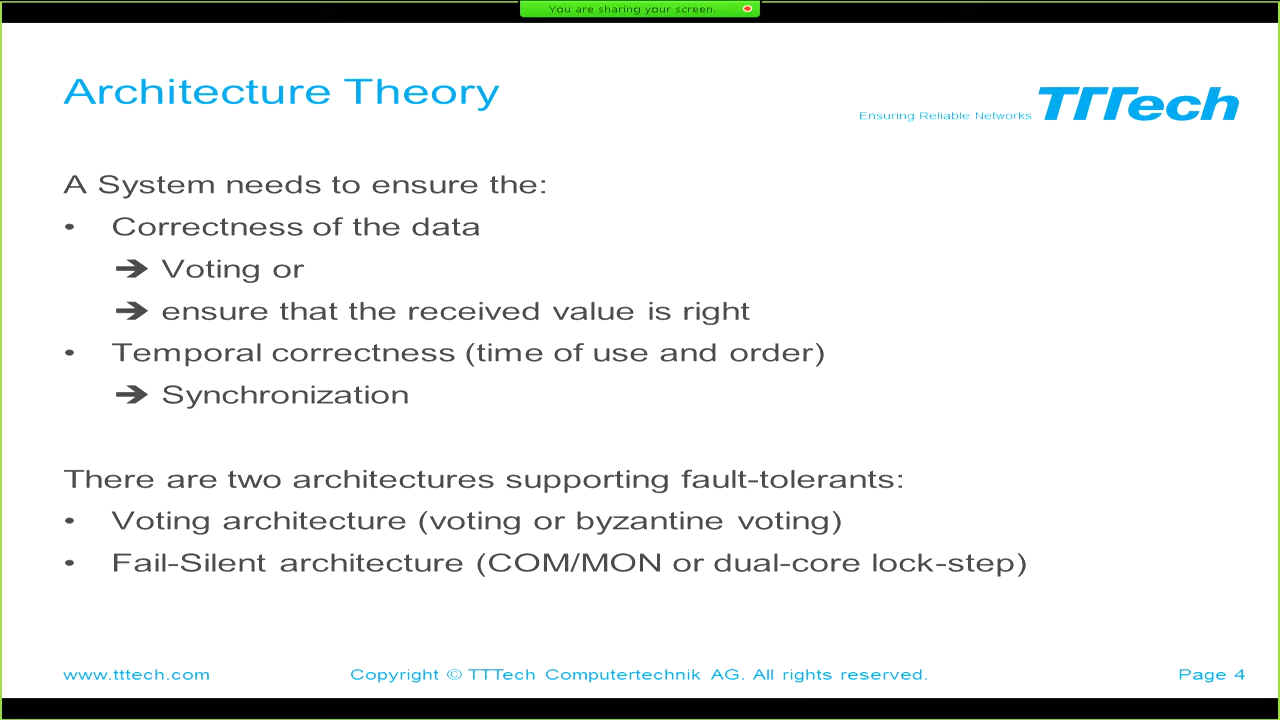 You are sharing your screen.
Architecture Theory
Ensuring Reliable Networks TTTech
A System needs to ensure the:
• Correctness of the data
➔ Voting or
➔ ensure that the received value is right
• Temporal correctness (time of use and order)
➔ Synchronization
There are two architectures supporting fault-tolerants:
• Voting architecture (voting or byzantine voting)
• Fail-Silent architecture (COM/MON or dual-core lock-step)
www.tttech.com Copyright © TTTech Computertechnik AG. All rights reserved. Page 4